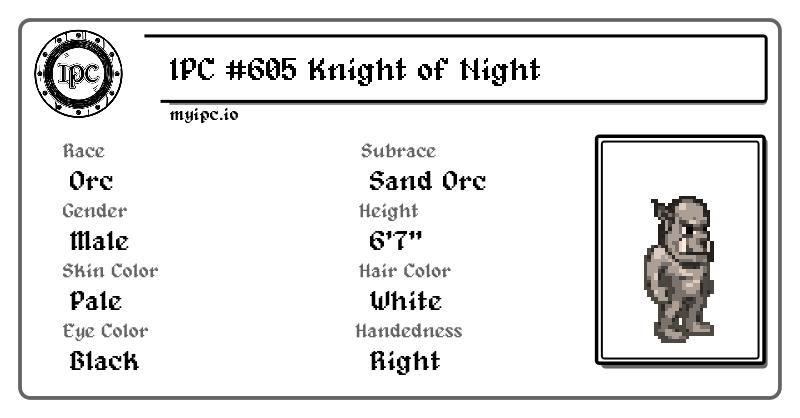 IPC
IPC #605 Knight of Night
myipc.io
Race
Orc
Subrace
Sand Orc
Gender
Male
Height
6'7"
Skin Color
Pale
Hair Color
White
Eye Color
Black
Handedness
Right